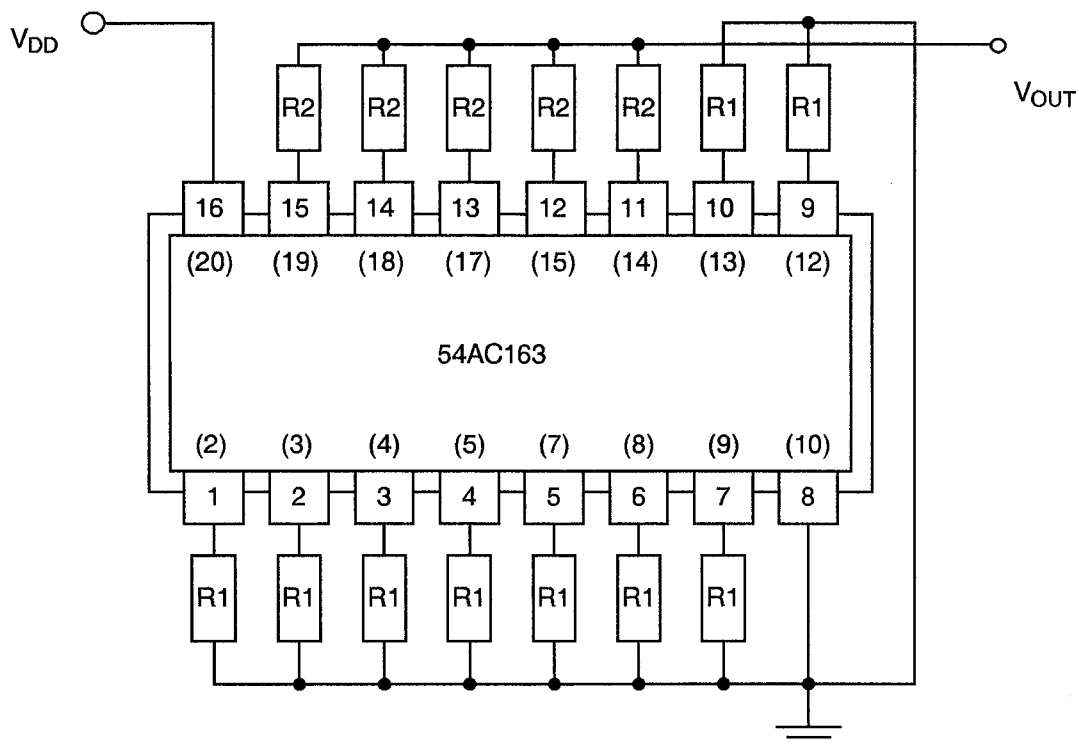 V_DD
V_OUT
R2 R2 R2 R2 R2 R1 R1
16 15 14 13 12 11 10 9
(20) (19) (18) (17) (15) (14) (13) (12)
54AC163
(2) (3) (4) (5) (7) (8) (9) (10)
1 2 3 4 5 6 7 8
R1 R1 R1 R1 R1 R1 R1